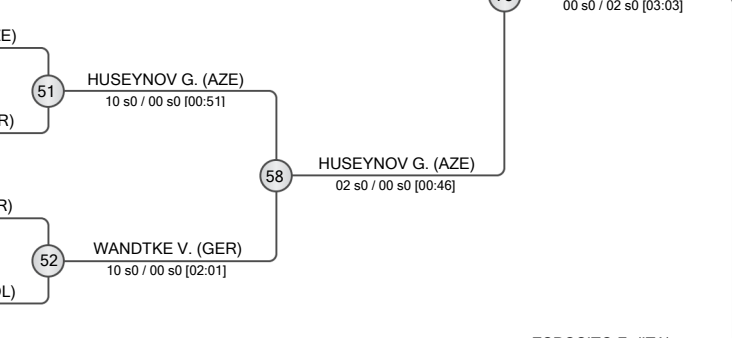 00 s0 / 02 s0 [03:03]
E)
51
HUSEYNOV G. (AZE)
10 s0 / 00 s0 [00:51]
R)
58
HUSEYNOV G. (AZE)
02 s0 / 00 s0 [00:46]
R)
52
WANDTKE V. (GER)
10 s0 / 00 s0 [02:01]
L)